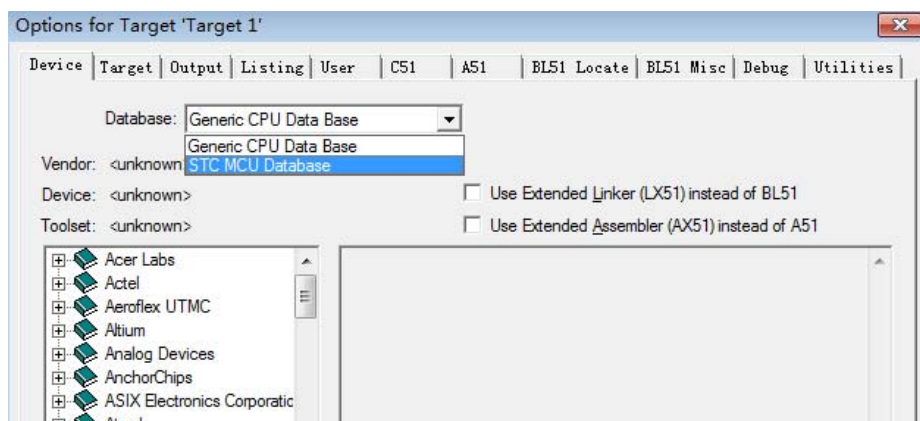 Options for Target 'Target 1'
Device Target Output Listing User C51 A51 BL51 Locate BL51 Misc Debug Utilities
Database: Generic CPU Data Base
Generic CPU Data Base
Vendor: <unknown STC MCU Database
Device: <unknown> Use Extended Linker (LX51) instead of BL51
Toolset: <unknown> Use Extended Assembler (AX51) instead of A51
Acer Labs
Actel
Aeroflex UTMC
Altium
Analog Devices
AnchorChips
ASIX Electronics Corporatic